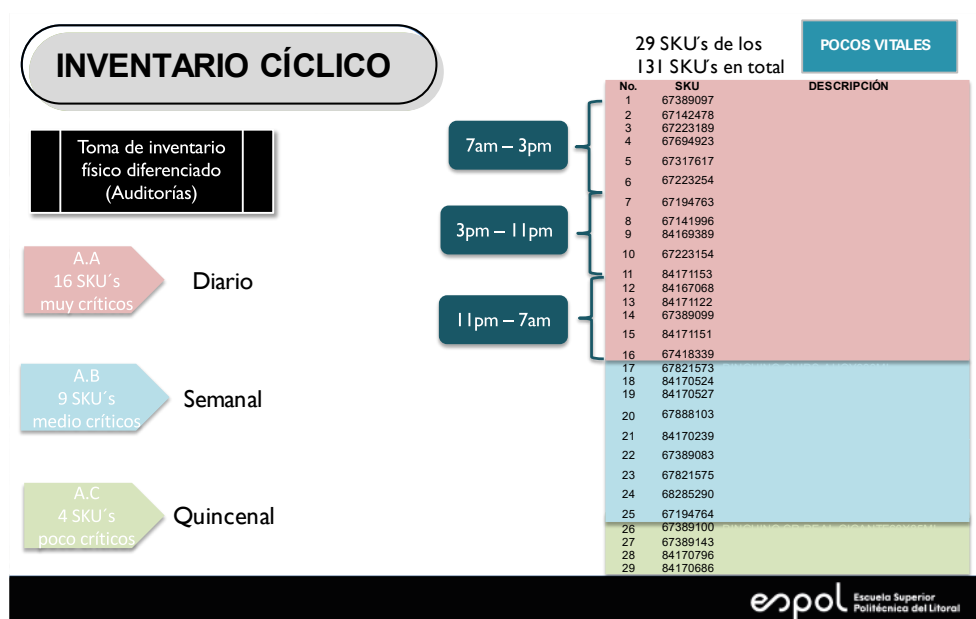 INVENTARIO CÍCLICO
Toma de inventario
físico diferenciado
(Auditorías)
A.A
16 SKU´s
muy críticos
Diario
A.B
9 SKU´s
medio críticos
Semanal
A.C
4 SKU´s
poco críticos
Quincenal
7am – 3pm
3pm – 11pm
11pm – 7am
29 SKU´s de los
131 SKU´s en total
POCOS VITALES
No. SKU DESCRIPCIÓN
1 67389097
2 67142478
3 67223189
4 67694923
5 67317617
6 67223254
7 67194763
8 67141996
9 84169389
10 67223154
11 84171153
12 84167068
13 84171122
14 67389099
15 84171151
16 67418339
17 67821573
18 84170524
19 84170527
20 67888103
21 84170239
22 67389083
23 67821575
24 68285290
25 67194764
26 67389100
27 67389143
28 84170796
29 84170686
espol Escuela Superior
Politécnica del Litoral